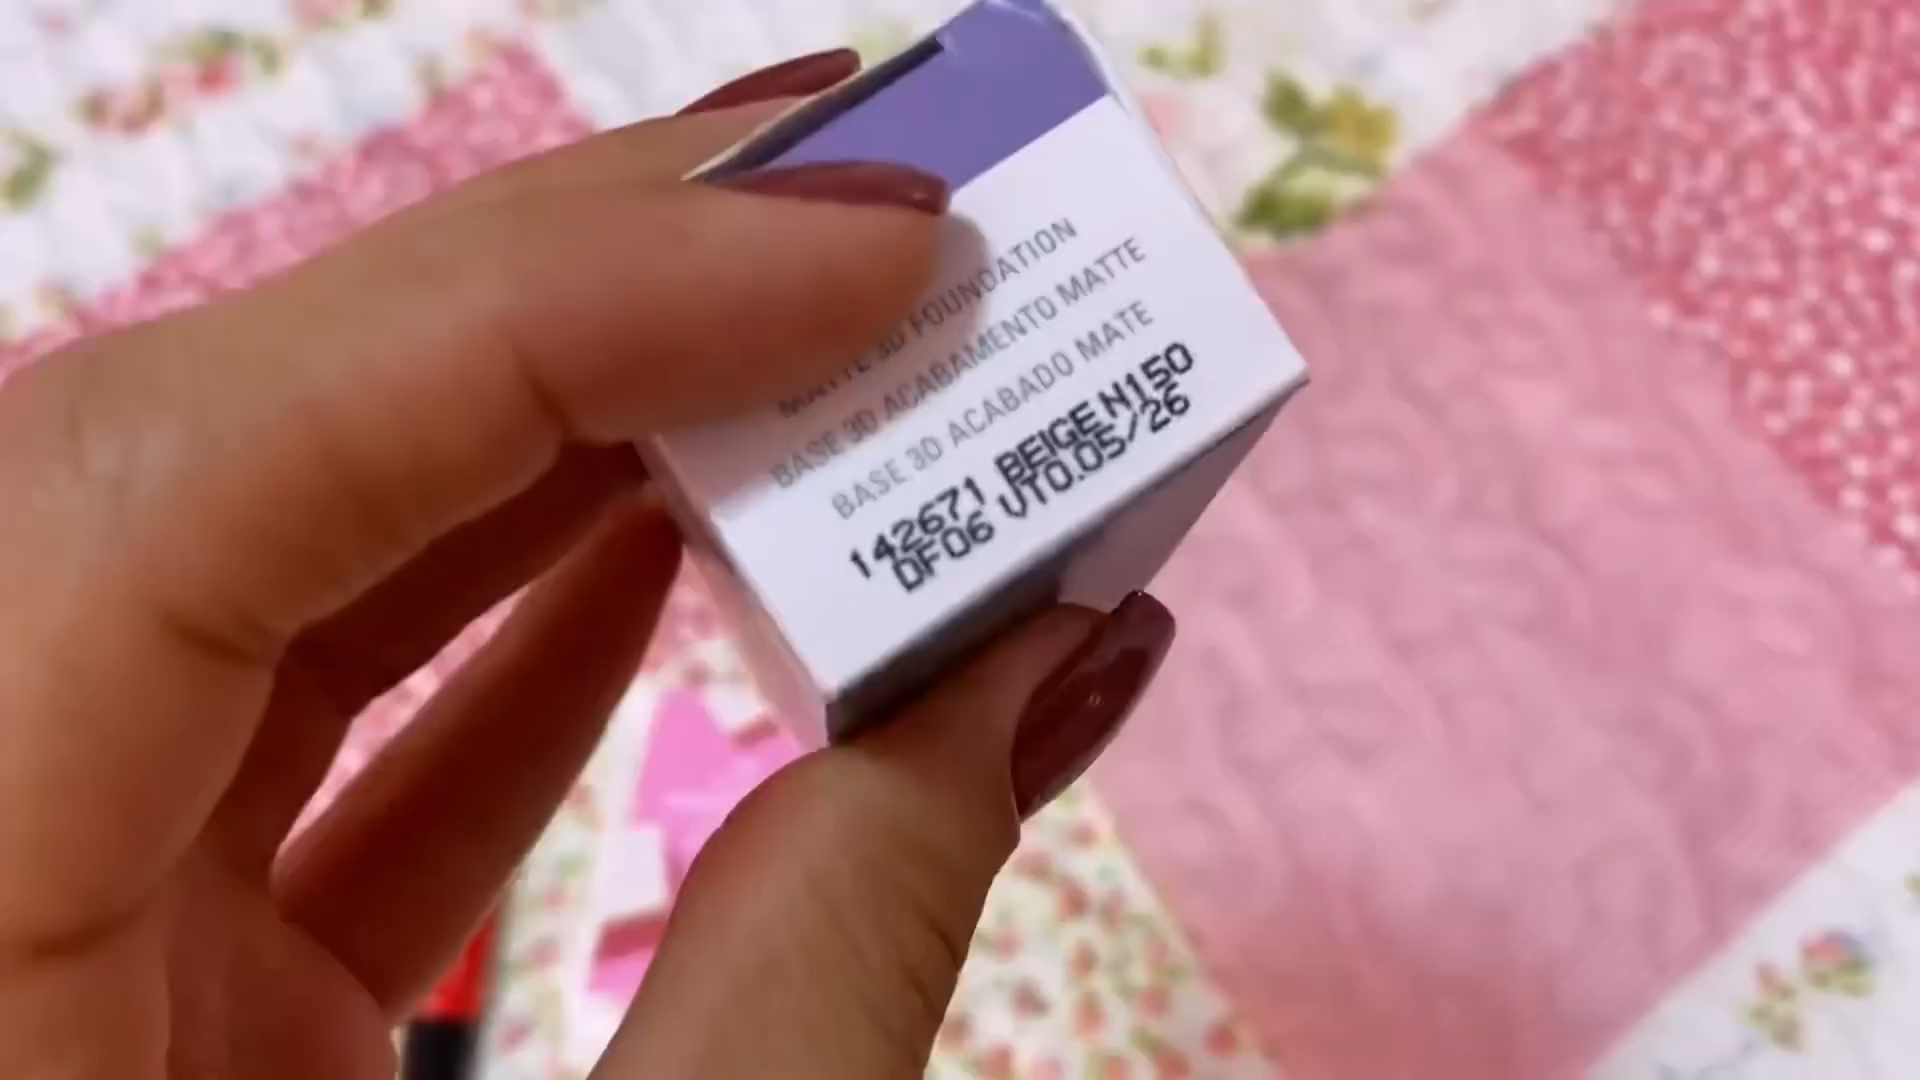 MATTE 3D FOUNDATION
BASE 3D ACABAMENTO MATTE
BASE 3D ACABADO MATE
142671 BEIGE N150
DF06 VTO.05/26